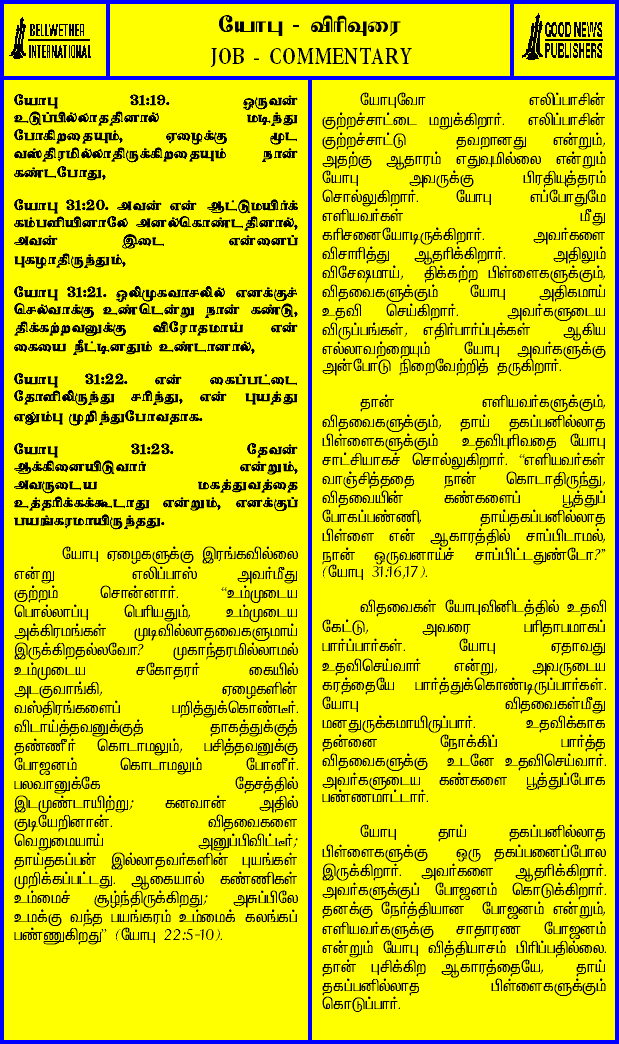 BELLWETHER
INTERNATIONAL
யோபு - விரிவுரை
JOB - COMMENTARY
GOOD NEWS
PUBLISHERS
யோபு 31:19. ஒருவன்
உடுப்பில்லாததினால் மடிந்து
போகிறதையும், ஏழைக்கு மூட
வஸ்திரமில்லாதிருக்கிறதையும் நான்
கண்டபோது,
யோபு 31:20. அவன் என் ஆட்டுமயிர்க்
கம்பளியினாலே அனல்கொண்டதினால்,
அவன் இடை என்னைப்
புகழாதிருந்தும்,
யோபு 31:21. ஒலிமுகவாசலில் எனக்குச்
செல்வாக்கு உண்டென்று நான் கண்டு,
திக்கற்றவனுக்கு விரோதமாய் என்
கையை நீட்டினதும் உண்டானால்,
யோபு 31:22. என் கைப்பட்டை
தோளிலிருந்து சரிந்து, என் புயத்து
எலும்பு முறிந்துபோவதாக.
யோபு 31:23. தேவன்
ஆக்கினையிடுவார் என்றும்,
அவருடைய மகத்துவத்தை
உத்தரிக்கக்கூடாது என்றும், எனக்குப்
பயங்கரமாயிருந்தது.
யோபு ஏழைகளுக்கு இரங்கவில்லை
என்று எலிப்பாஸ் அவர்மீது
குற்றம் சொன்னார். “உம்முடைய
பொல்லாப்பு பெரியதும், உம்முடைய
அக்கிரமங்கள் முடிவில்லாதவைகளுமாய்
இருக்கிறதல்லவோ? முகாந்தரமில்லாமல்
உம்முடைய சகோதரர் கையில்
அடகுவாங்கி, ஏழைகளின்
வஸ்திரங்களைப் பறித்துக்கொண்டீர்.
விடாய்த்தவனுக்குத் தாகத்துக்குத்
தண்ணீர் கொடாமலும், பசித்தவனுக்கு
போஜனம் கொடாமலும் போனீர்.
பலவானுக்கே தேசத்தில்
இடமுண்டாயிற்று; கனவான் அதில்
குடியேறினான். விதவைகளை
வெறுமையாய் அனுப்பிவிட்டீர்;
தாய்தகப்பன் இல்லாதவர்களின் புயங்கள்
முறிக்கப்பட்டது. ஆகையால் கண்ணிகள்
உம்மைச் சூழ்ந்திருக்கிறது; அசுப்பிலே
உமக்கு வந்த பயங்கரம் உம்மைக் கலங்கப்
பண்ணுகிறது” (யோபு 22:5-10).
யோபுவோ எலிப்பாசின்
குற்றச்சாட்டை மறுக்கிறார். எலிப்பாசின்
குற்றச்சாட்டு தவறானது என்றும்,
அதற்கு ஆதாரம் எதுவுமில்லை என்றும்
யோபு அவருக்கு பிரதியுத்தரம்
சொல்லுகிறார். யோபு எப்போதுமே
எளியவர்கள் மீது
கரிசனையோடிருக்கிறார். அவர்களை
விசாரித்து ஆதரிக்கிறார். அதிலும்
விசேஷமாய், திக்கற்ற பிள்ளைகளுக்கும்,
விதவைகளுக்கும் யோபு அதிகமாய்
உதவி செய்கிறார். அவர்களுடைய
விருப்பங்கள், எதிர்பார்ப்புக்கள் ஆகிய
எல்லாவற்றையும் யோபு அவர்களுக்கு
அன்போடு நிறைவேற்றித் தருகிறார்.
தான் எளியவர்களுக்கும்,
விதவைகளுக்கும், தாய் தகப்பனில்லாத
பிள்ளைகளுக்கும் உதவிபுரிவதை யோபு
சாட்சியாகச் சொல்லுகிறார். “எளியவர்கள்
வாஞ்சித்ததை நான் கொடாதிருந்து,
விதவையின் கண்களைப் பூத்துப்
போகப்பண்ணி, தாய்தகப்பனில்லாத
பிள்ளை என் ஆகாரத்தில் சாப்பிடாமல்,
நான் ஒருவனாய்ச் சாப்பிட்டதுண்டோ?”
(யோபு 31:16,17).
விதவைகள் யோபுவினிடத்தில் உதவி
கேட்டு, அவரை பரிதாபமாகப்
பார்ப்பார்கள். யோபு ஏதாவது
உதவிசெய்வார் என்று, அவருடைய
கரத்தையே பார்த்துக்கொண்டிருப்பார்கள்.
யோபு விதவைகள்மீது
மனதுருக்கமாயிருப்பார். உதவிக்காக
தன்னை நோக்கிப் பார்த்த
விதவைகளுக்கு உடனே உதவிசெய்வார்.
அவர்களுடைய கண்களை பூத்துப்போக
பண்ணமாட்டார்.
யோபு தாய் தகப்பனில்லாத
பிள்ளைகளுக்கு ஒரு தகப்பனைப்போல
இருக்கிறார். அவர்களை ஆதரிக்கிறார்.
அவர்களுக்குப் போஜனம் கொடுக்கிறார்.
தனக்கு நேர்த்தியான போஜனம் என்றும்,
எளியவர்களுக்கு சாதாரண போஜனம்
என்றும் யோபு வித்தியாசம் பிரிப்பதில்லை.
தான் புசிக்கிற ஆகாரத்தையே, தாய்
தகப்பனில்லாத பிள்ளைகளுக்கும்
கொடுப்பார்.